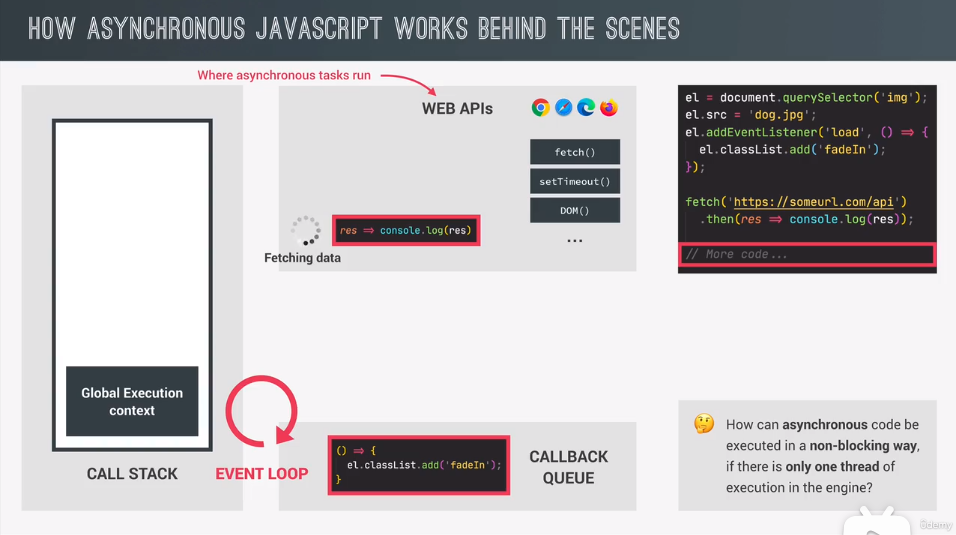 HOW ASYNCHRONOUS JAVASCRIPT WORKS BEHIND THE SCENES
Where asynchronous tasks run
WEB APIs
fetch()
setTimeout()
DOM()
...
res => console.log(res)
Fetching data
el = document.querySelector('img');
el.src = 'dog.jpg';
el.addEventListener('load', () => {
el.classList.add('fadeIn');
});
fetch('https://someurl.com/api')
.then(res => console.log(res));
// More code...
Global Execution
context
CALL STACK
EVENT LOOP
() => {
el.classList.add('fadeIn');
}
CALLBACK
QUEUE
How can asynchronous code be
executed in a non-blocking way,
if there is only one thread of
execution in the engine?
ûdemy